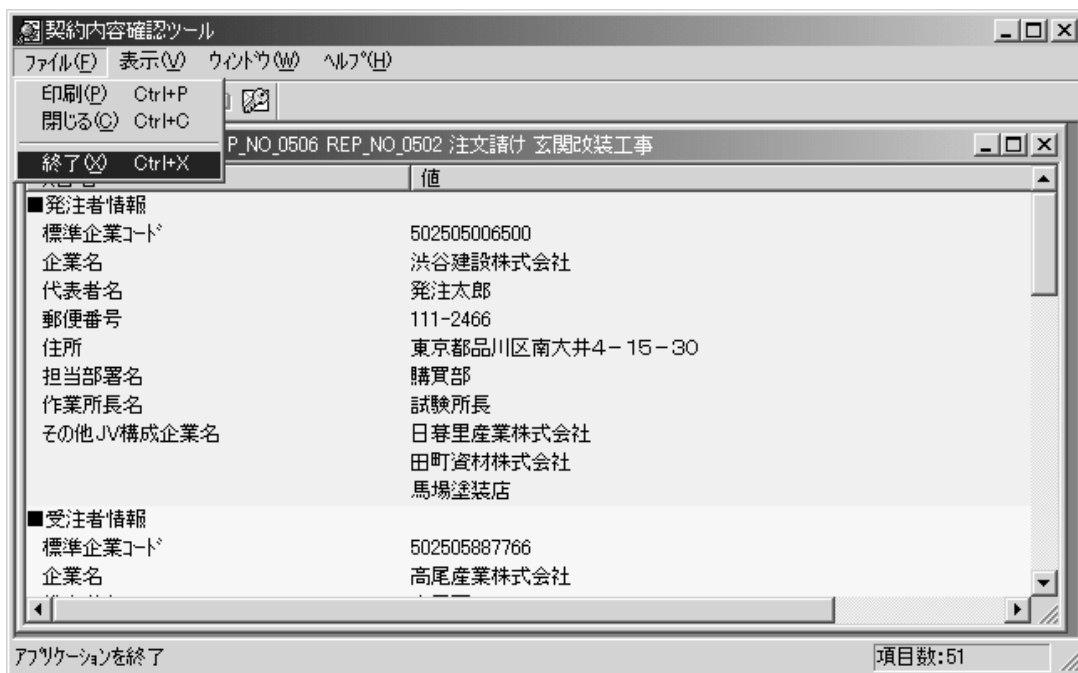 契約内容確認ツール
ファイル(F) 表示(V) ウィンドウ(W) ヘルプ(H)
印刷(P) Ctrl+P
閉じる(C) Ctrl+C
終了(X) Ctrl+X
P_NO_0506 REP_NO_0502 注文請け 玄関改装工事
値
■発注者情報
標準企業コード 502505006500
企業名 渋谷建設株式会社
代表者名 発注太郎
郵便番号 111-2466
住所 東京都品川区南大井4-15-30
担当部署名 購買部
作業所長名 試験所長
その他JV構成企業名 日暮里産業株式会社
田町資材株式会社
馬場塗装店
■受注者情報
標準企業コード 502505887766
企業名 高尾産業株式会社
アプリケーションを終了 項目数:51